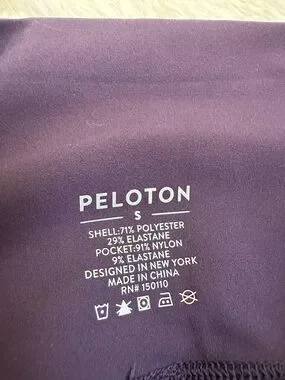 PELOTON
S
SHELL:71% POLYESTER
29% ELASTANE
POCKET:91% NYLON
9% ELASTANE
DESIGNED IN NEW YORK
MADE IN CHINA
RN# 150110